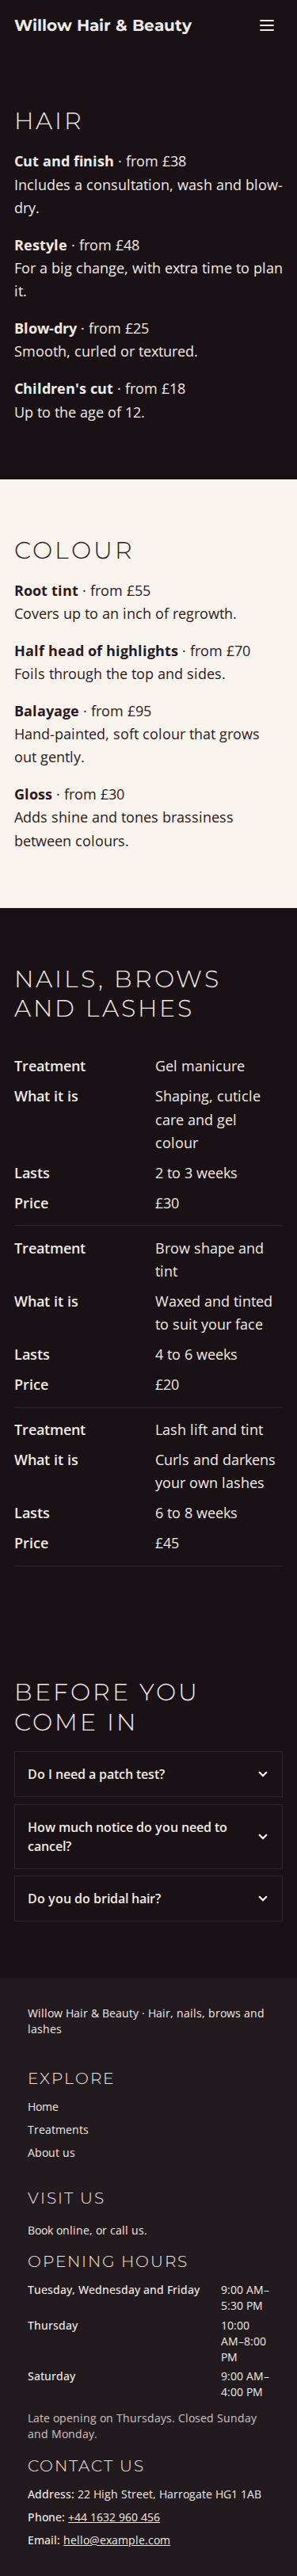 Willow Hair & Beauty
HAIR
Cut and finish · from £38
Includes a consultation, wash and blow-
dry.
Restyle · from £48
For a big change, with extra time to plan
it.
Blow-dry · from £25
Smooth, curled or textured.
Children's cut · from £18
Up to the age of 12.
COLOUR
Root tint · from £55
Covers up to an inch of regrowth.
Half head of highlights · from £70
Foils through the top and sides.
Balayage · from £95
Hand-painted, soft colour that grows
out gently.
Gloss · from £30
Adds shine and tones brassiness
between colours.
NAILS, BROWS
AND LASHES
Treatment Gel manicure
What it is Shaping, cuticle
care and gel
colour
Lasts 2 to 3 weeks
Price £30
Treatment Brow shape and
tint
What it is Waxed and tinted
to suit your face
Lasts 4 to 6 weeks
Price £20
Treatment Lash lift and tint
What it is Curls and darkens
your own lashes
Lasts 6 to 8 weeks
Price £45
BEFORE YOU
COME IN
Do I need a patch test?
How much notice do you need to
cancel?
Do you do bridal hair?
Willow Hair & Beauty · Hair, nails, brows and
lashes
EXPLORE
Home
Treatments
About us
VISIT US
Book online, or call us.
OPENING HOURS
Tuesday, Wednesday and Friday 9:00 AM–
5:30 PM
Thursday 10:00
AM–8:00
PM
Saturday 9:00 AM–
4:00 PM
Late opening on Thursdays. Closed Sunday
and Monday.
CONTACT US
Address: 22 High Street, Harrogate HG1 1AB
Phone: +44 1632 960 456
Email: hello@example.com